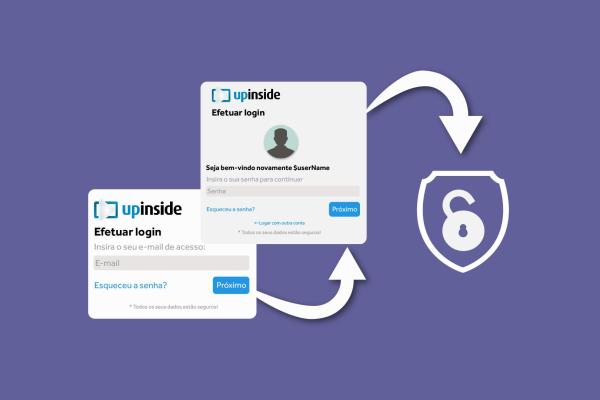 upinside
Efetuar login
Seja bem-vindo novamente $userName
Insira o sua senha para continuar
Senha
Esqueceu a senha?
Próximo
<-Logar com outra conta
* Todos os seus dados estão seguros!
upinside
Efetuar login
Insira o seu e-mail de acesso:
E-mail
Esqueceu a senha?
Próximo
* Todos os seus dados estão seguros!